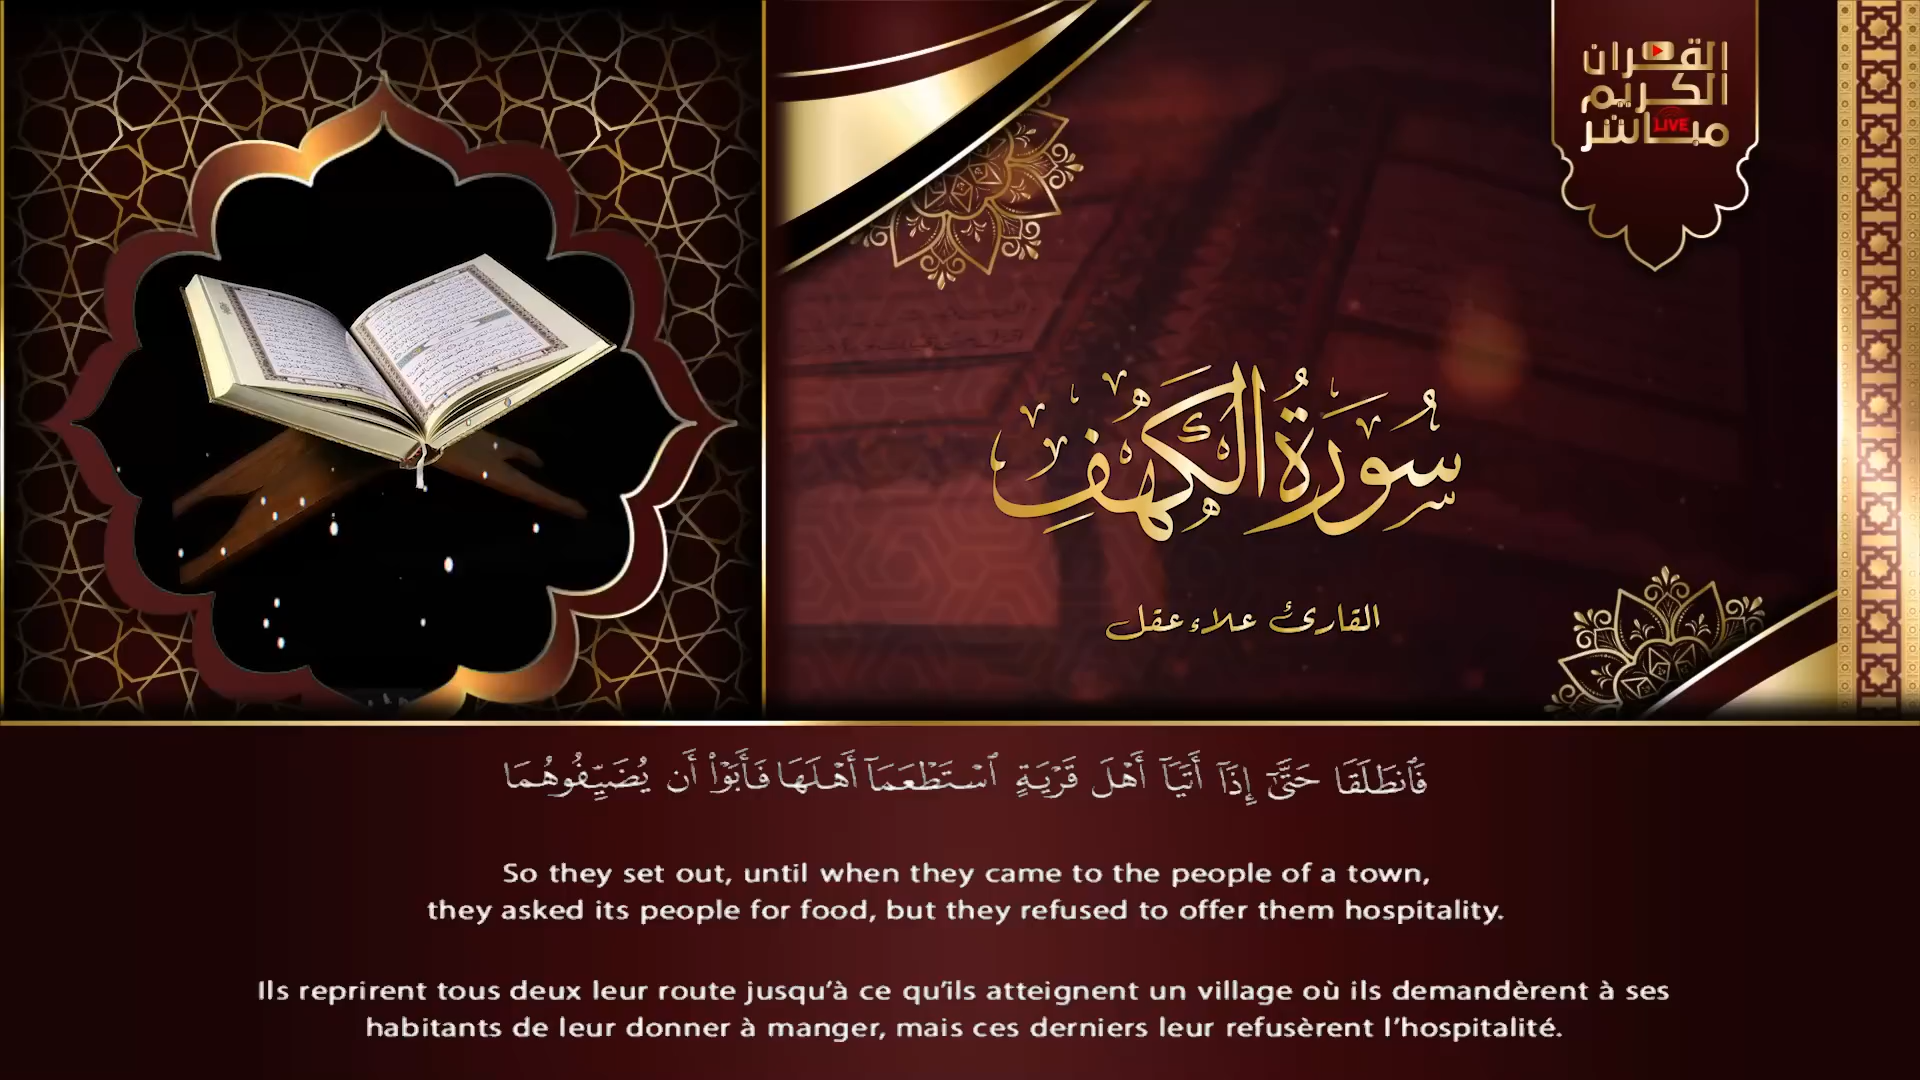 القرآن
الكريم
مباشر
LIVE
سُورَةُ الكَهْفِ
القارئ علاء عقل
فَٱنطَلَقَا حَتَّىٰٓ إِذَآ أَتَيَآ أَهْلَ قَرْيَةٍ ٱسْتَطْعَمَآ أَهْلَهَا فَأَبَوْا۟ أَن يُضَيِّفُوهُمَا
So they set out, until when they came to the people of a town,
they asked its people for food, but they refused to offer them hospitality.
Ils reprirent tous deux leur route jusqu’à ce qu’ils atteignent un village où ils demandèrent à ses
habitants de leur donner à manger, mais ces derniers leur refusèrent l’hospitalité.